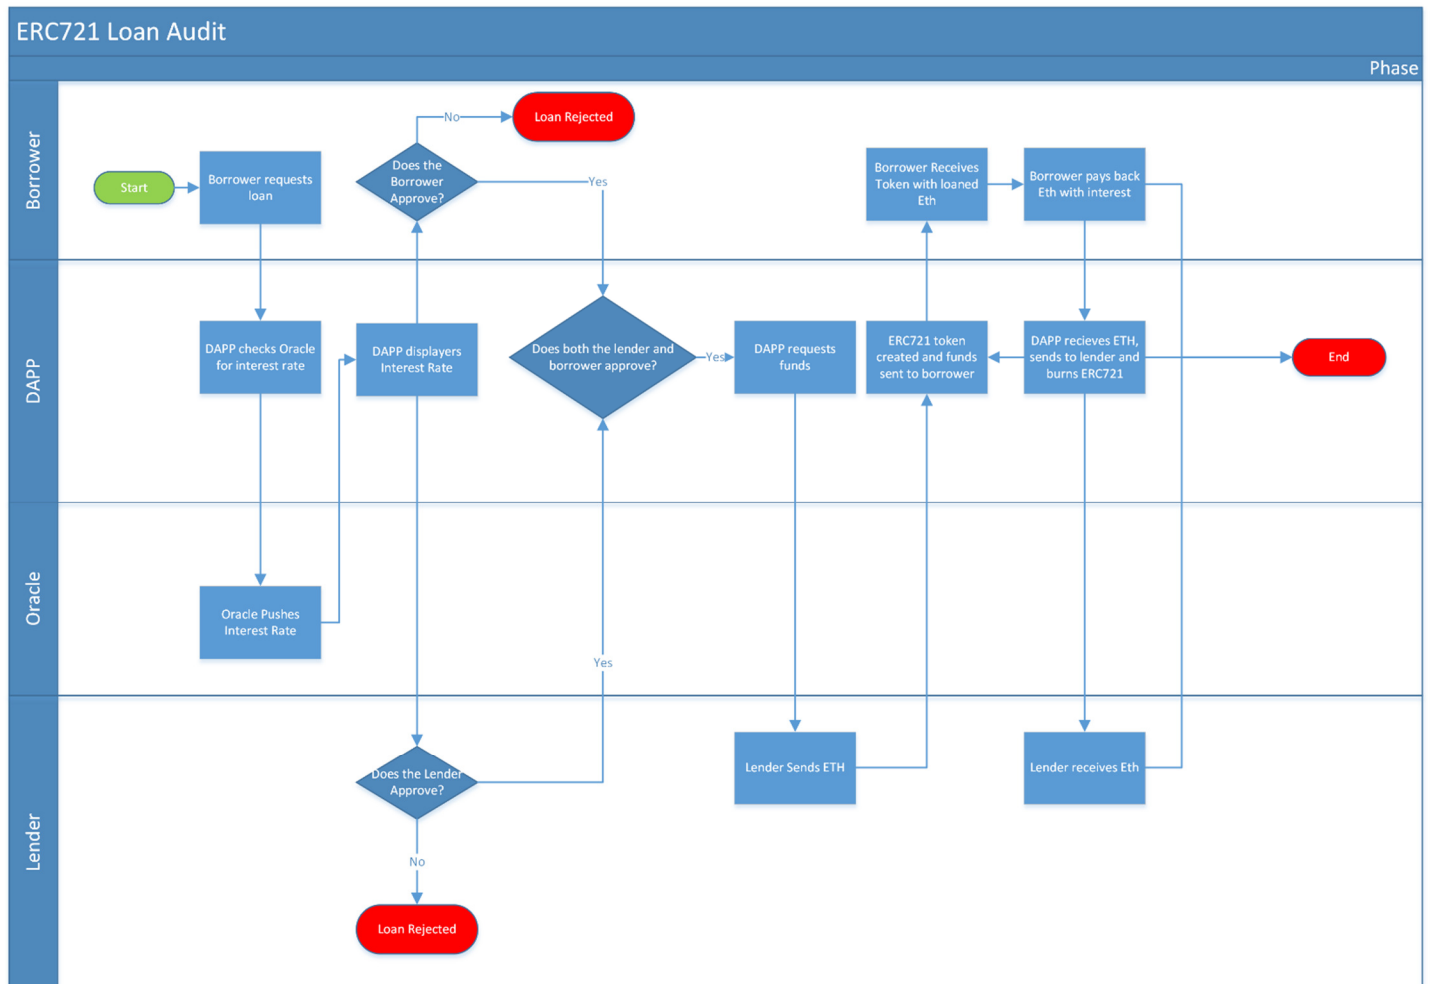 ERC721 Loan Audit
Phase
Borrower
Start
Borrower requests
loan
Does the
Borrower
Approve?
No
Loan Rejected
Yes
Borrower Receives
Token with loaned
Eth
Borrower pays back
Eth with interest
DAPP
DAPP checks Oracle
for interest rate
DAPP displayers
Interest Rate
Does both the lender and
borrower approve?
Yes
DAPP requests
funds
ERC721 token
created and funds
sent to borrower
DAPP recieves ETH,
sends to lender and
burns ERC721
End
Oracle
Oracle Pushes
Interest Rate
Yes
Lender
Does the Lender
Approve?
No
Loan Rejected
Lender Sends ETH
Lender receives Eth